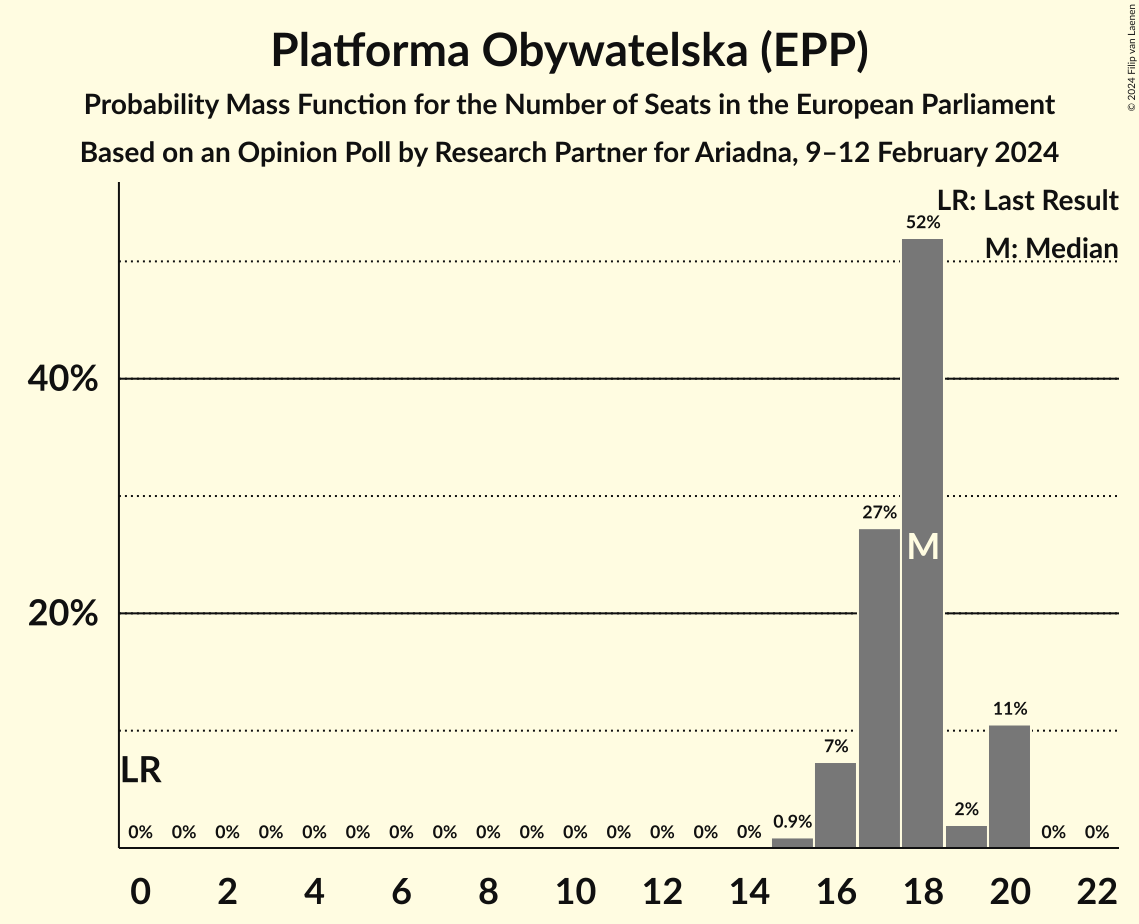 Platforma Obywatelska (EPP)
Probability Mass Function for the Number of Seats in the European Parliament
Based on an Opinion Poll by Research Partner for Ariadna, 9–12 February 2024
© 2024 Filip van Laenen
LR: Last Result
M: Median
52%
40%
27%
M
20%
11%
7%
LR
2%
0.9%
0% 0% 0% 0% 0% 0% 0% 0% 0% 0% 0% 0% 0% 0% 0% 0% 0%
0 2 4 6 8 10 12 14 16 18 20 22